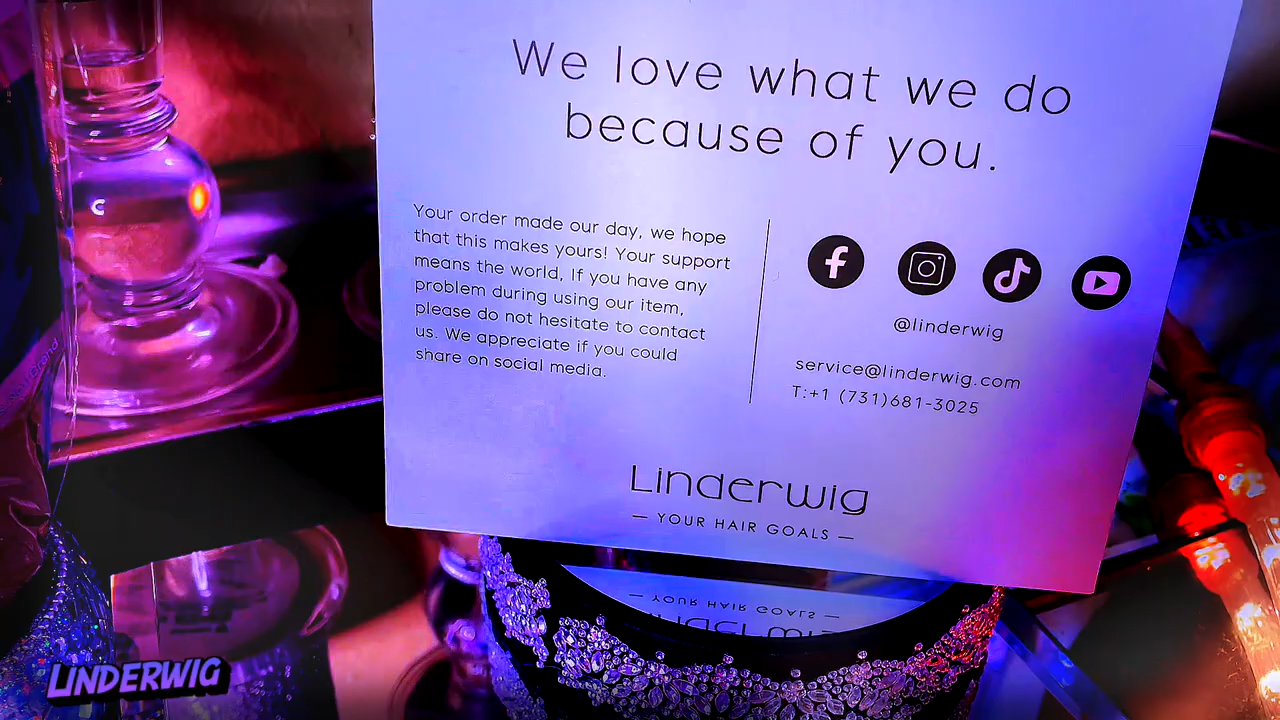 We love what we do
because of you.
Your order made our day, we hope
that this makes yours! Your support
means the world, If you have any
problem during using our item,
please do not hesitate to contact
us. We appreciate if you could
share on social media.
@linderwig
service@linderwig.com
T:+1 (731)681-3025
Linderwig
— YOUR HAIR GOALS —
— YOUR HAIR GOALS —
LINDERWIG